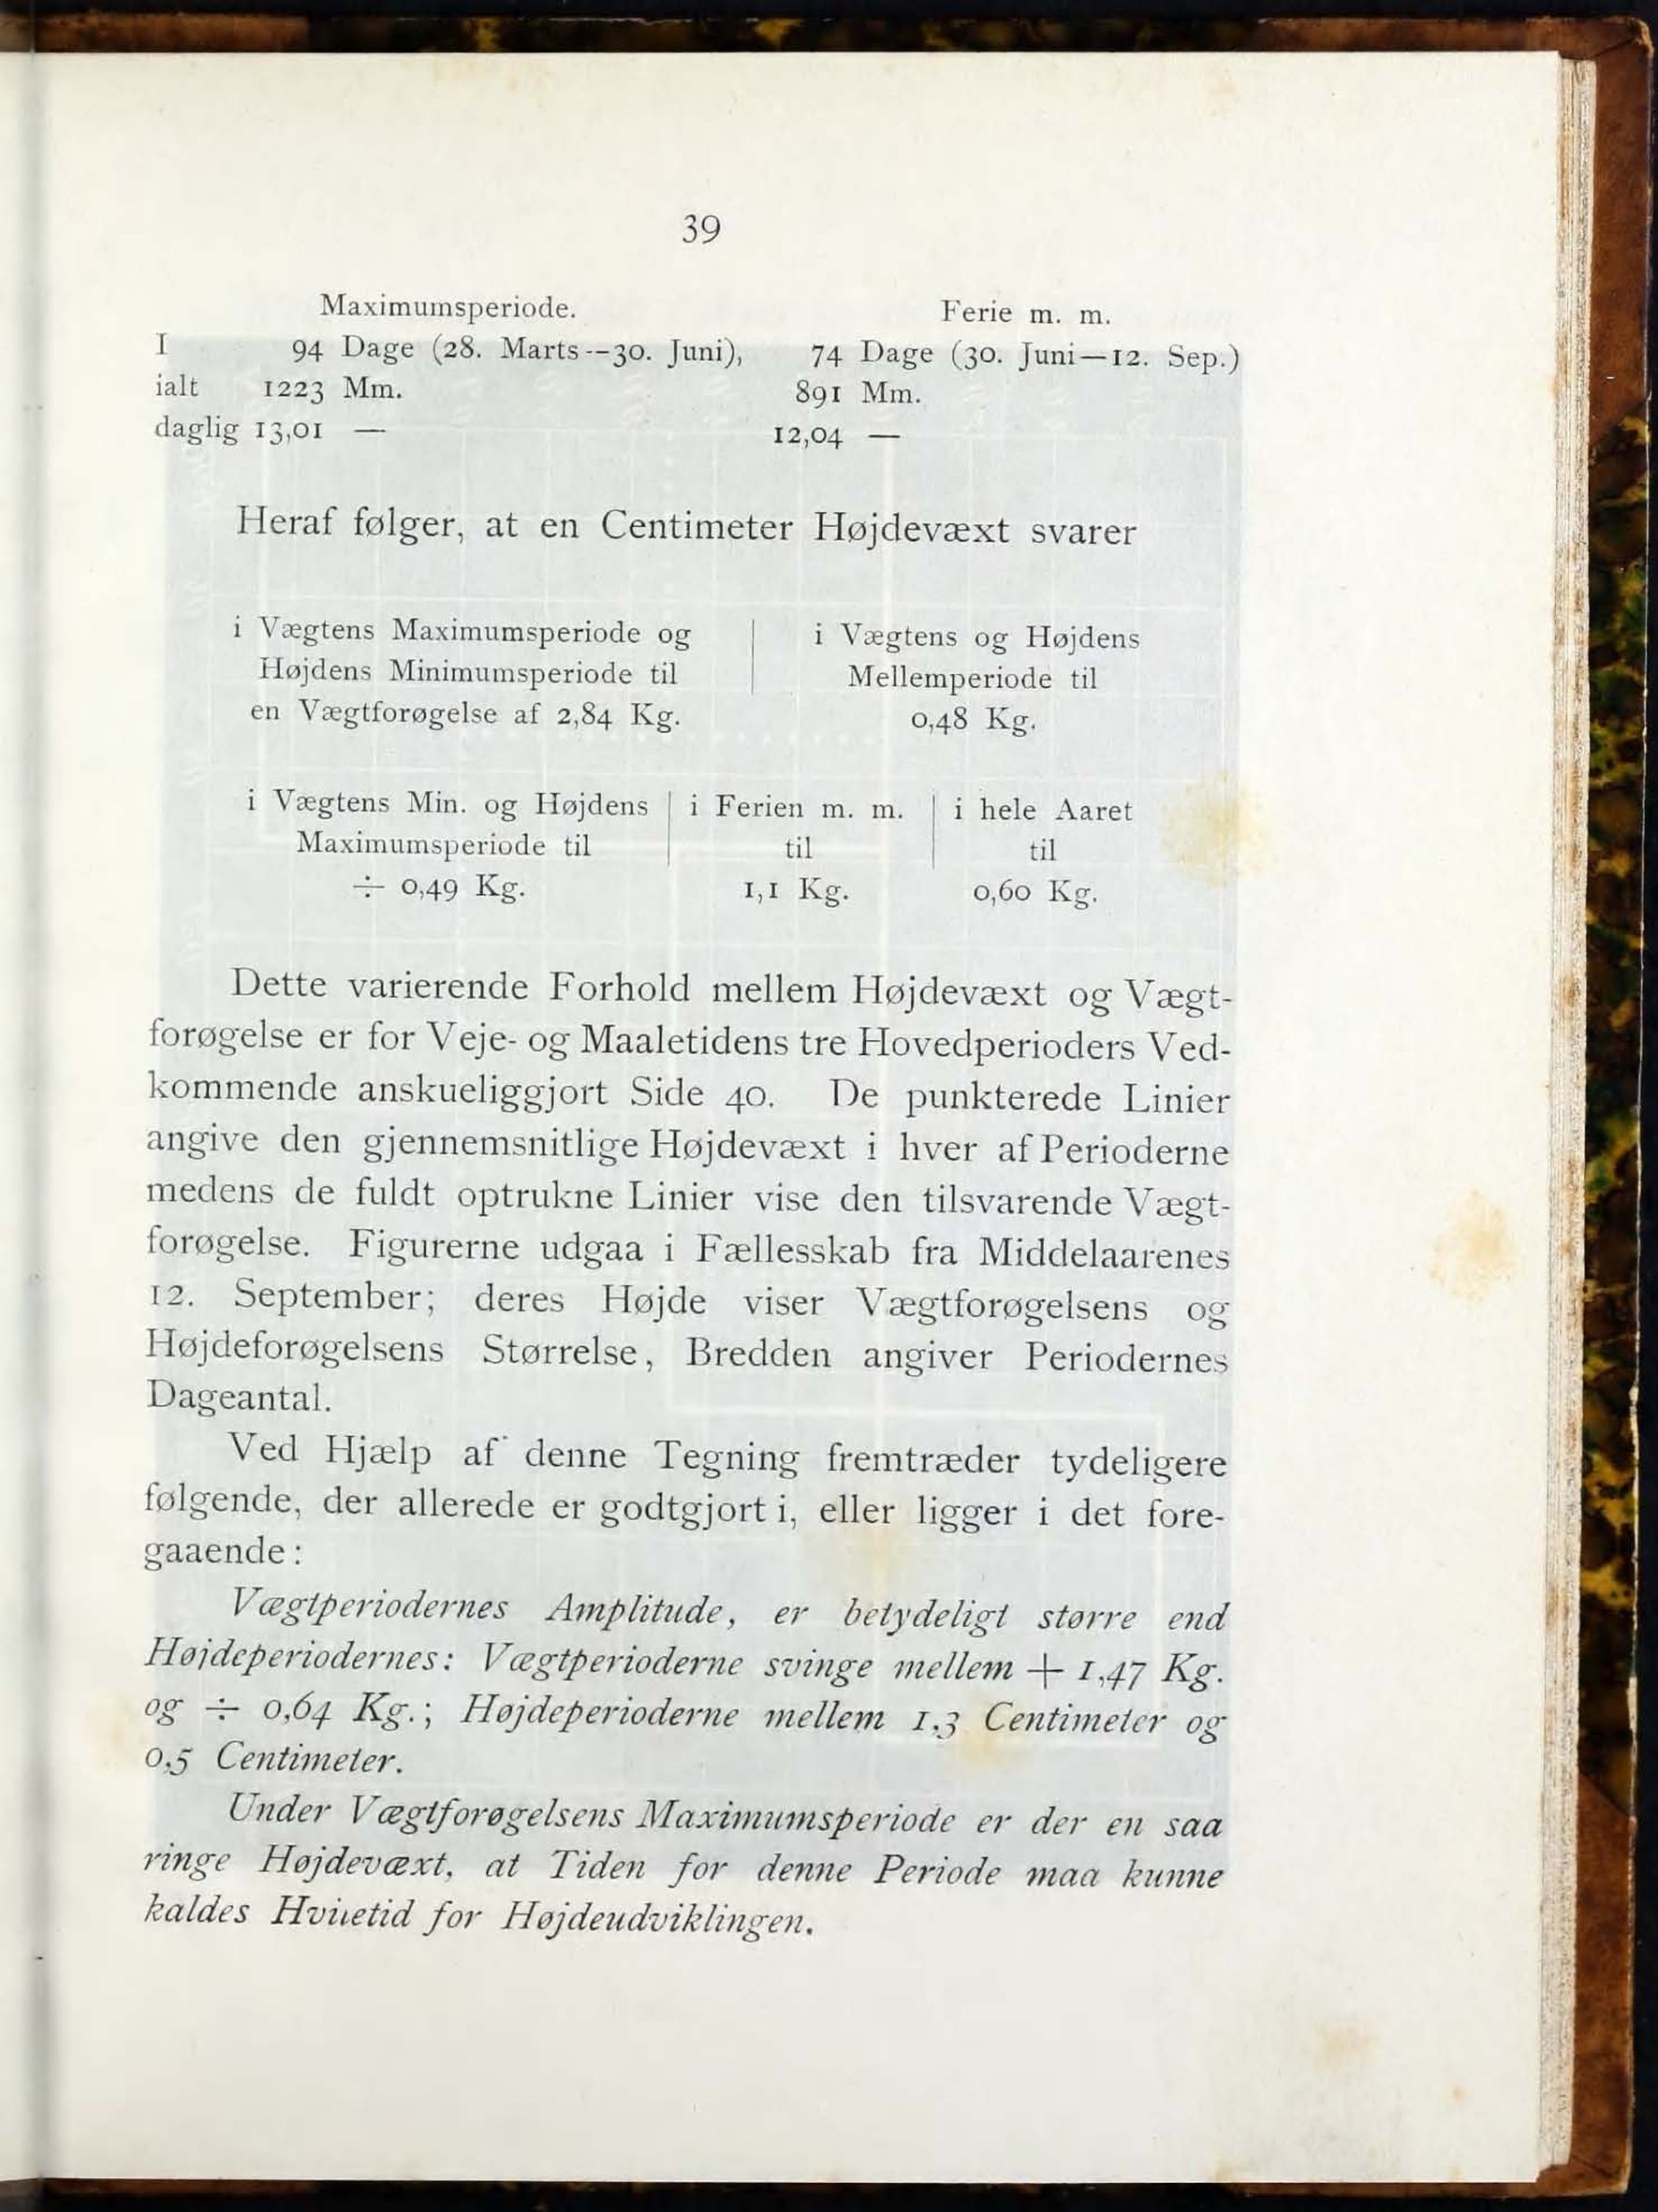 39
Maximumsperiode. Ferie m. m.
I 94 Dage (28. Marts--30. Juni), 74 Dage (30. Juni—12. Sep.)
ialt 1223 Mm. 891 Mm.
daglig 13,01 — 12,04 —
Heraf følger, at en Centimeter Højdevæxt svarer
i Vægtens Maximumsperiode og i Vægtens og Højdens
Højdens Minimumsperiode til Mellemperiode til
en Vægtforøgelse af 2,84 Kg. 0,48 Kg.
i Vægtens Min. og Højdens i Ferien m. m. i hele Aaret
Maximumsperiode til til til
÷ 0,49 Kg. 1,1 Kg. 0,60 Kg.
Dette varierende Forhold mellem Højdevæxt og Vægt-
forøgelse er for Veje- og Maaletidens tre Hovedperioders Ved-
kommende anskueliggjort Side 40. De punkterede Linier
angive den gjennemsnitlige Højdevæxt i hver af Perioderne
medens de fuldt optrukne Linier vise den tilsvarende Vægt-
forøgelse. Figurerne udgaa i Fællesskab fra Middelaarenes
12. September; deres Højde viser Vægtforøgelsens og
Højdeforøgelsens Størrelse, Bredden angiver Periodernes
Dageantal.
Ved Hjælp af denne Tegning fremtræder tydeligere
følgende, der allerede er godtgjort i, eller ligger i det fore-
gaaende:
Vægtperiodernes Amplitude, er betydeligt større end
Højdeperiodernes: Vægtperioderne svinge mellem + 1,47 Kg.
og ÷ 0,64 Kg.; Højdeperioderne mellem 1,3 Centimeter og
0,5 Centimeter.
Under Vægtforøgelsens Maximumsperiode er der en saa
ringe Højdevæxt, at Tiden for denne Periode maa kunne
kaldes Hviletid for Højdeudviklingen.